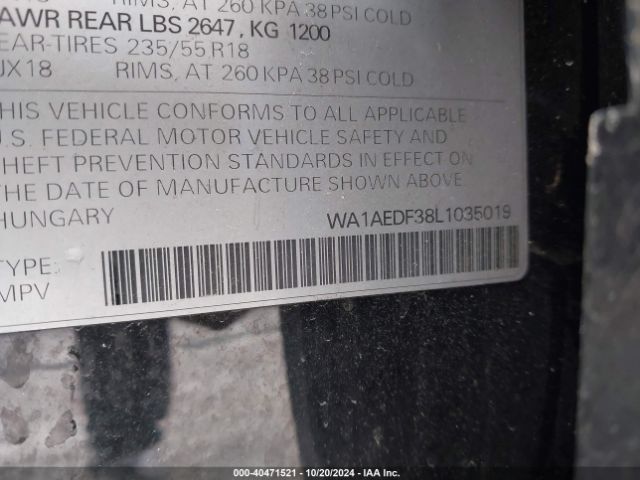 RIMS, AT 260 KPA 38 PSI COLD
AWR REAR LBS 2647, KG 1200
EAR-TIRES 235/55 R18
JX18 RIMS, AT 260 KPA 38 PSI COLD
HIS VEHICLE CONFORMS TO ALL APPLICABLE
U.S. FEDERAL MOTOR VEHICLE SAFETY AND
HEFT PREVENTION STANDARDS IN EFFECT ON
THE DATE OF MANUFACTURE SHOWN ABOVE.
HUNGARY WA1AEDF38L1035019
TYPE:
MPV
000-40471521 | 10/20/2024 - IAA Inc.